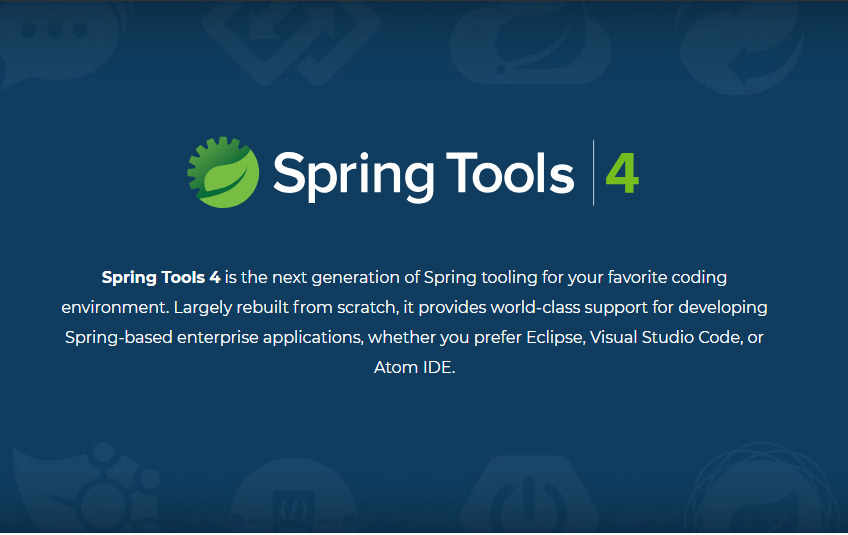 Spring Tools 4
Spring Tools 4 is the next generation of Spring tooling for your favorite coding
environment. Largely rebuilt from scratch, it provides world-class support for developing
Spring-based enterprise applications, whether you prefer Eclipse, Visual Studio Code, or
Atom IDE.